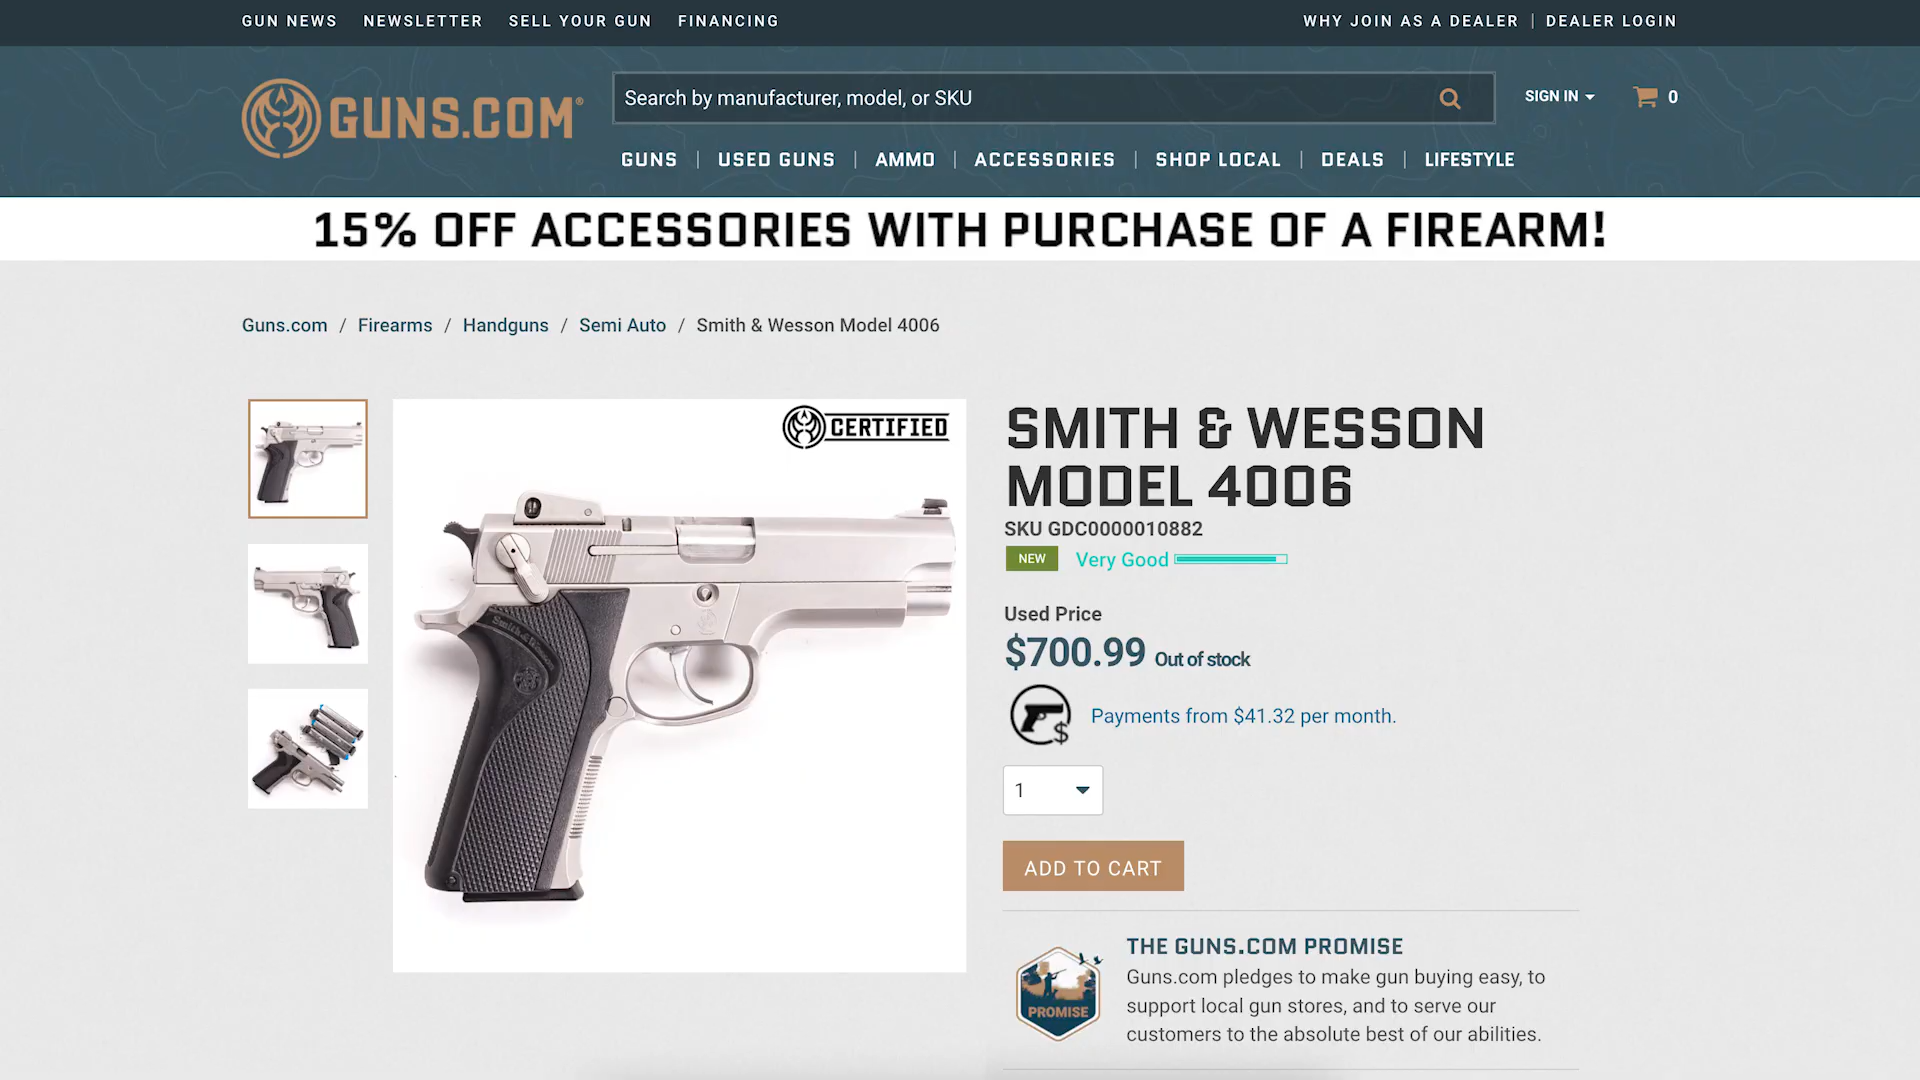 GUN NEWS NEWSLETTER SELL YOUR GUN FINANCING WHY JOIN AS A DEALER | DEALER LOGIN
GUNS.COM®
Search by manufacturer, model, or SKU
SIGN IN
0
GUNS | USED GUNS | AMMO | ACCESSORIES | SHOP LOCAL | DEALS | LIFESTYLE
15% OFF ACCESSORIES WITH PURCHASE OF A FIREARM!
Guns.com / Firearms / Handguns / Semi Auto / Smith & Wesson Model 4006
CERTIFIED
Smith & Wesson
SMITH & WESSON
MODEL 4006
SKU GDC0000010882
NEW Very Good
Used Price
$700.99 Out of stock
$
Payments from $41.32 per month.
1
ADD TO CART
PROMISE
THE GUNS.COM PROMISE
Guns.com pledges to make gun buying easy, to
support local gun stores, and to serve our
customers to the absolute best of our abilities.